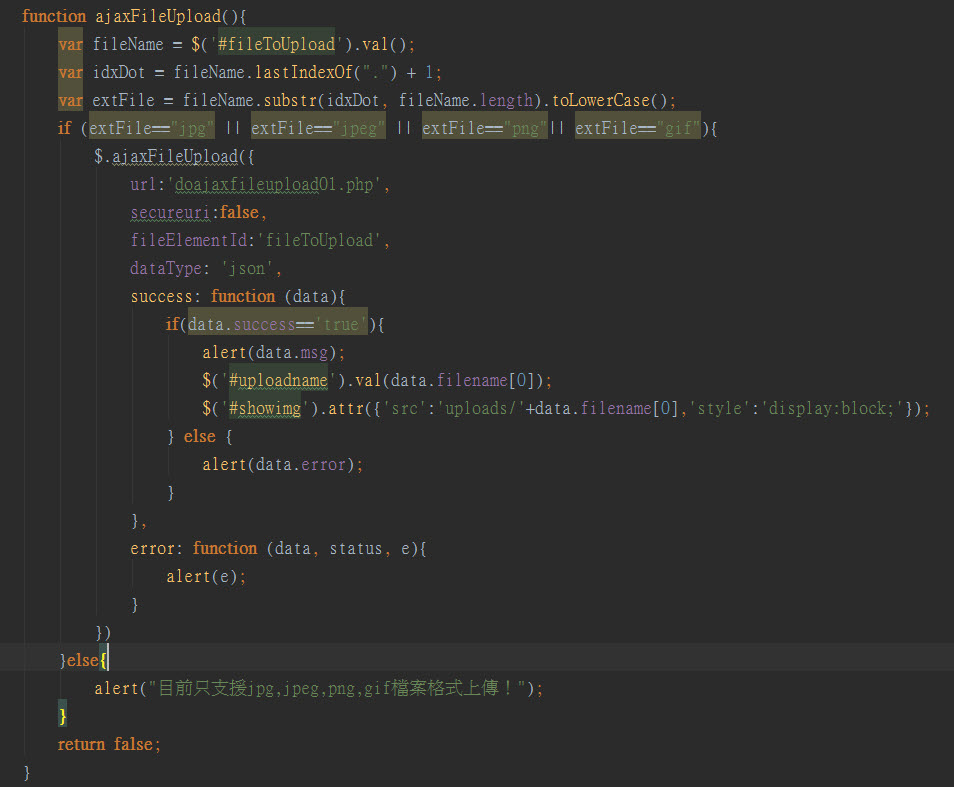 function ajaxFileUpload(){
    var fileName = $('#fileToUpload').val();
    var idxDot = fileName.lastIndexOf(".") + 1;
    var extFile = fileName.substr(idxDot, fileName.length).toLowerCase();
    if (extFile=="jpg" || extFile=="jpeg" || extFile=="png"|| extFile=="gif"){
        $.ajaxFileUpload({
            url:'doajaxfileupload01.php',
            secureuri:false,
            fileElementId:'fileToUpload',
            dataType: 'json',
            success: function (data){
                if(data.success=='true'){
                    alert(data.msg);
                    $('#uploadname').val(data.filename[0]);
                    $('#showimg').attr({'src':'uploads/'+data.filename[0],'style':'display:block;'});
                } else {
                    alert(data.error);
                }
            },
            error: function (data, status, e){
                alert(e);
            }
        })
    }else{
        alert("目前只支援jpg,jpeg,png,gif檔案格式上傳！");
    }
    return false;
}